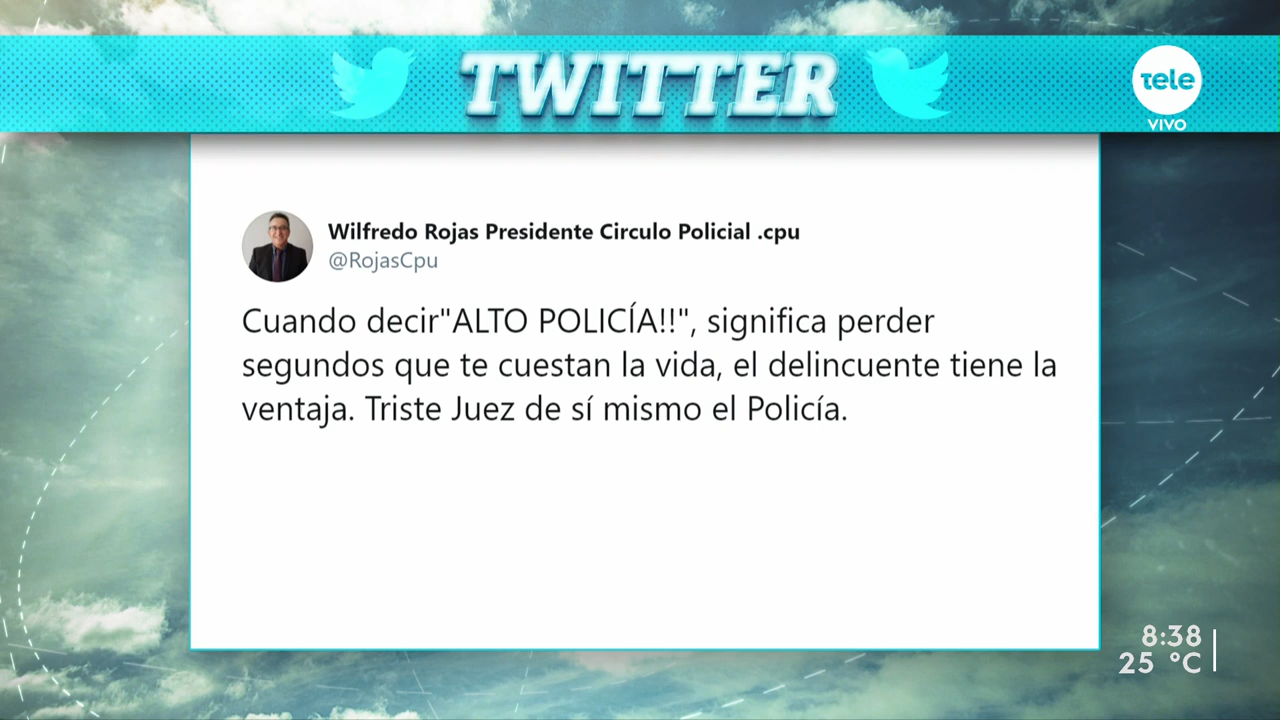 TWITTER
tele
VIVO
Wilfredo Rojas Presidente Circulo Policial .cpu
@RojasCpu
Cuando decir"ALTO POLICÍA!!", significa perder
segundos que te cuestan la vida, el delincuente tiene la
ventaja. Triste Juez de sí mismo el Policía.
8:38
25 °C